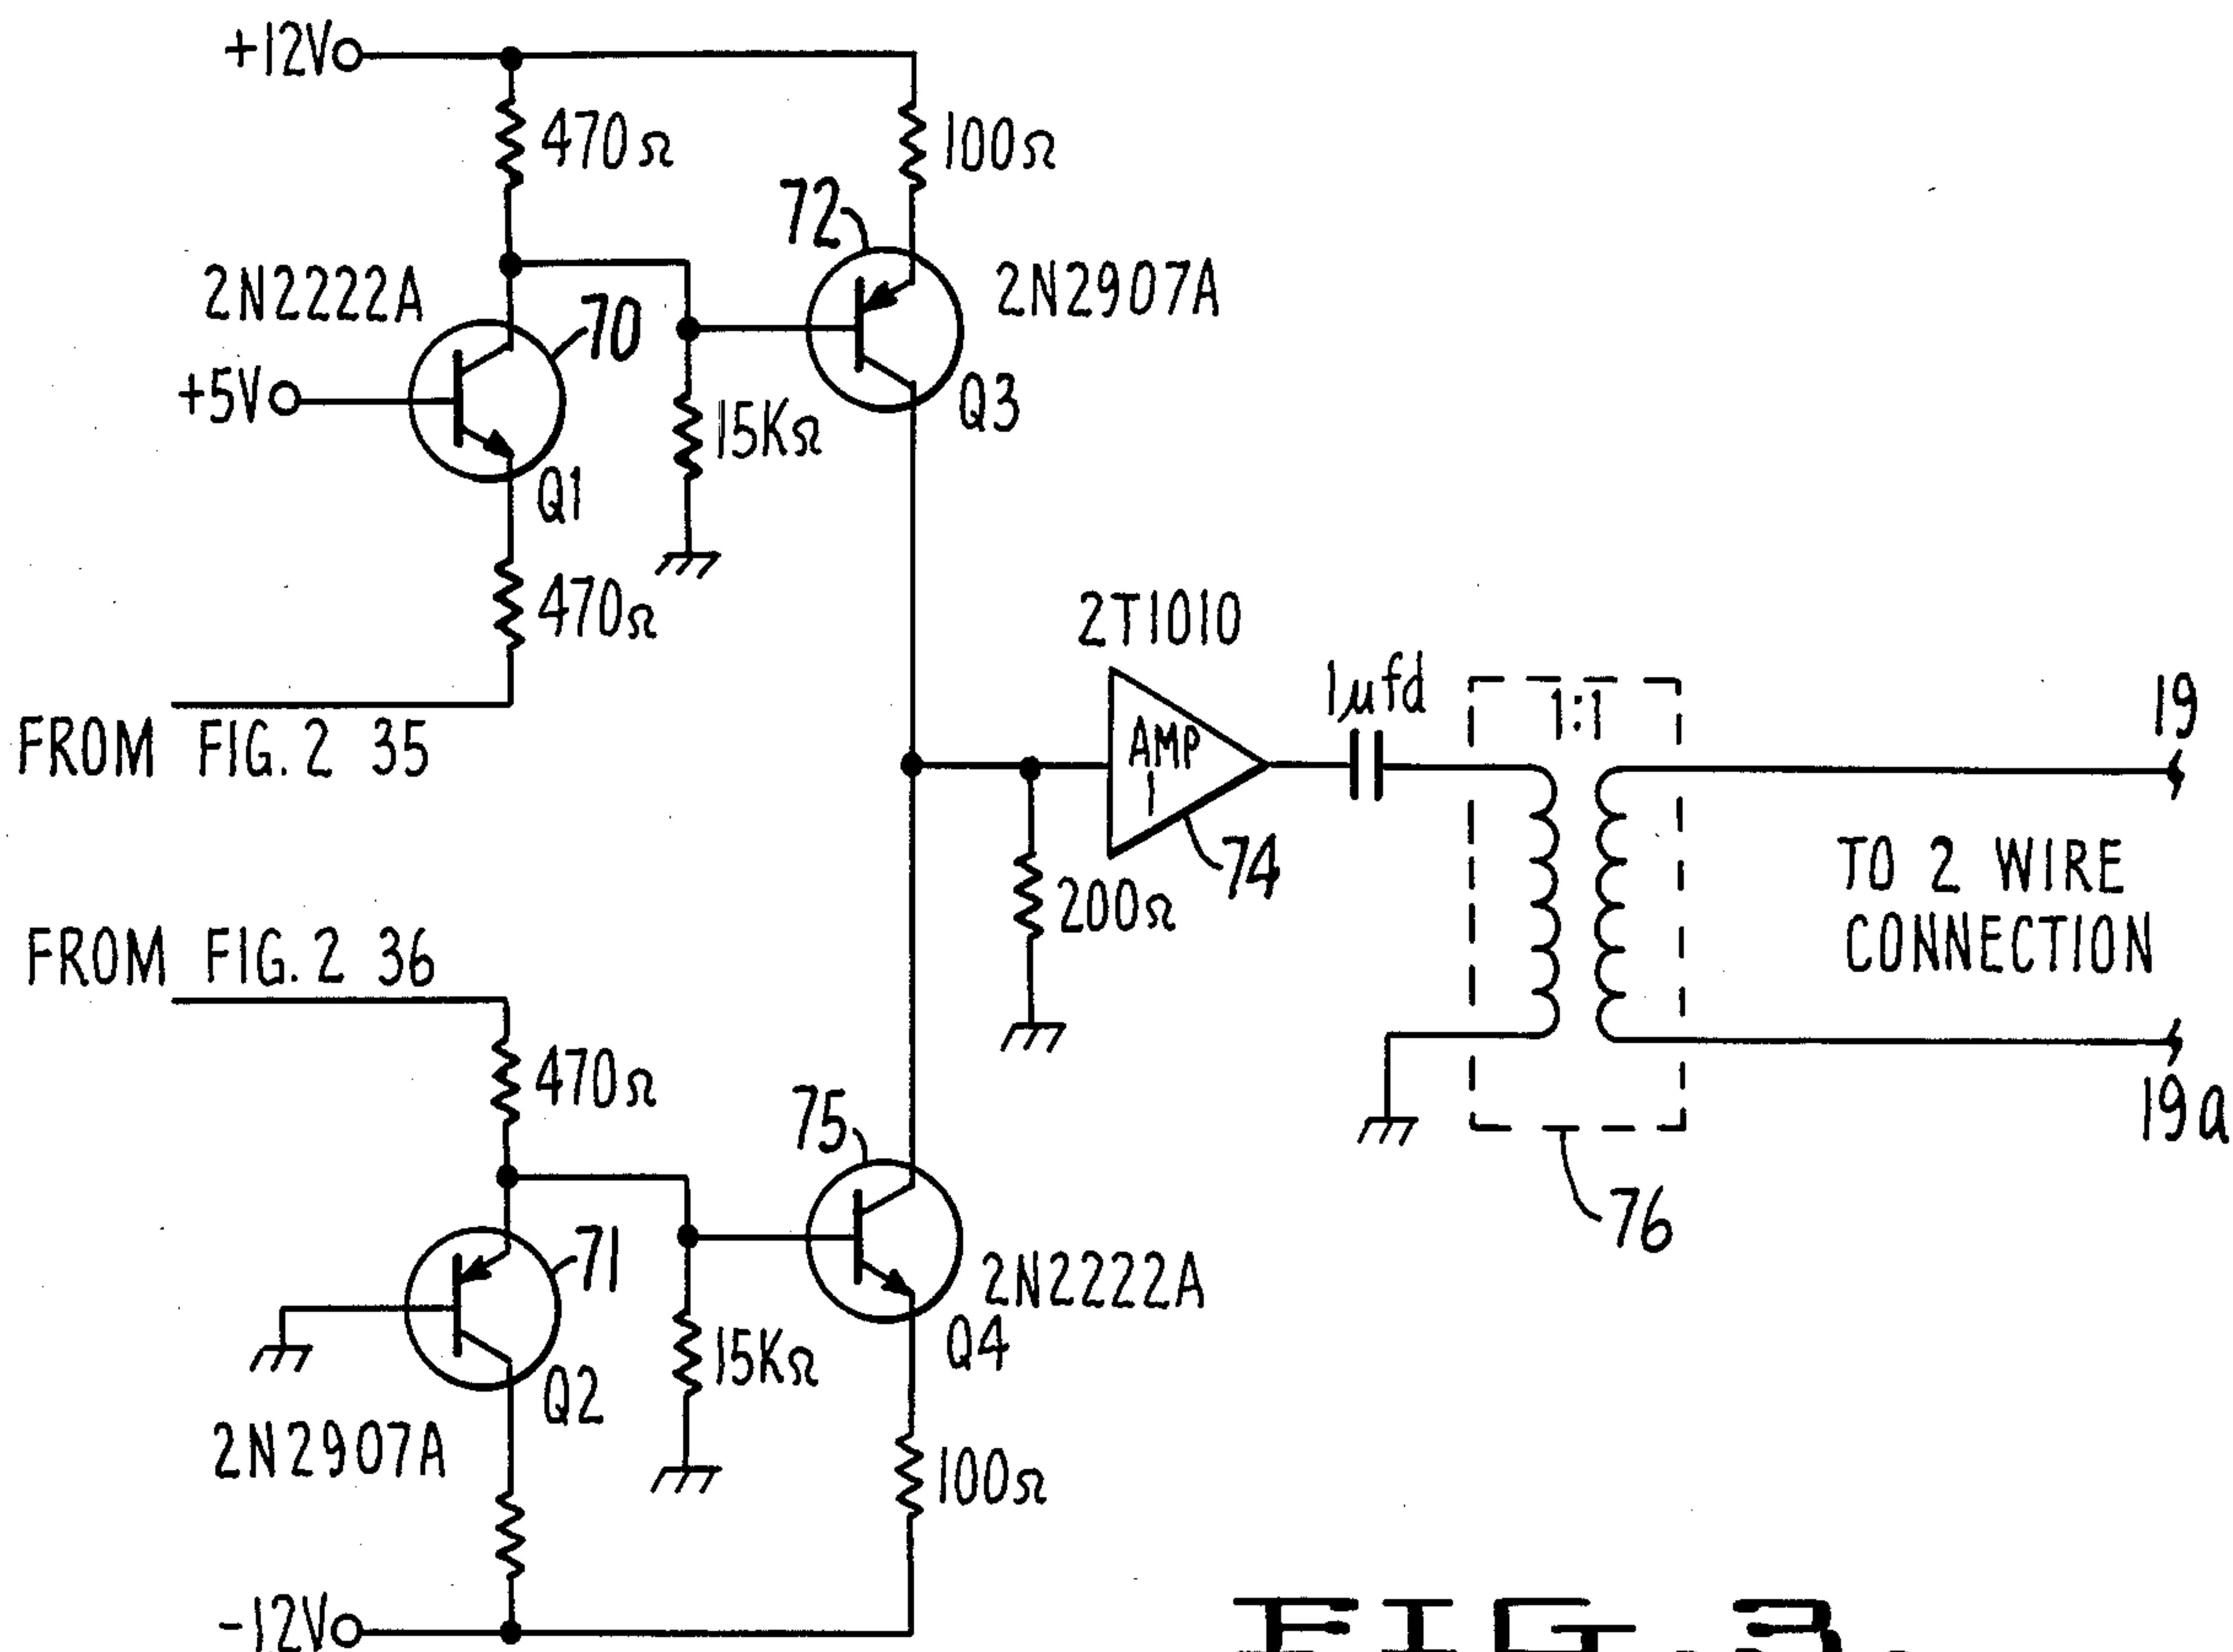 +12V
470Ω
100Ω
72
2N2222A
70
2N2907A
+5V
Q3
15KΩ
Q1
470Ω
2T1010
FROM FIG. 2 35
AMP
1
1µfd
1:1
19
74
TO 2 WIRE
CONNECTION
200Ω
FROM FIG. 2 36
470Ω
75
19a
76
71
2N2222A
Q4
15KΩ
Q2
2N2907A
100Ω
-12V
FIG. 3.